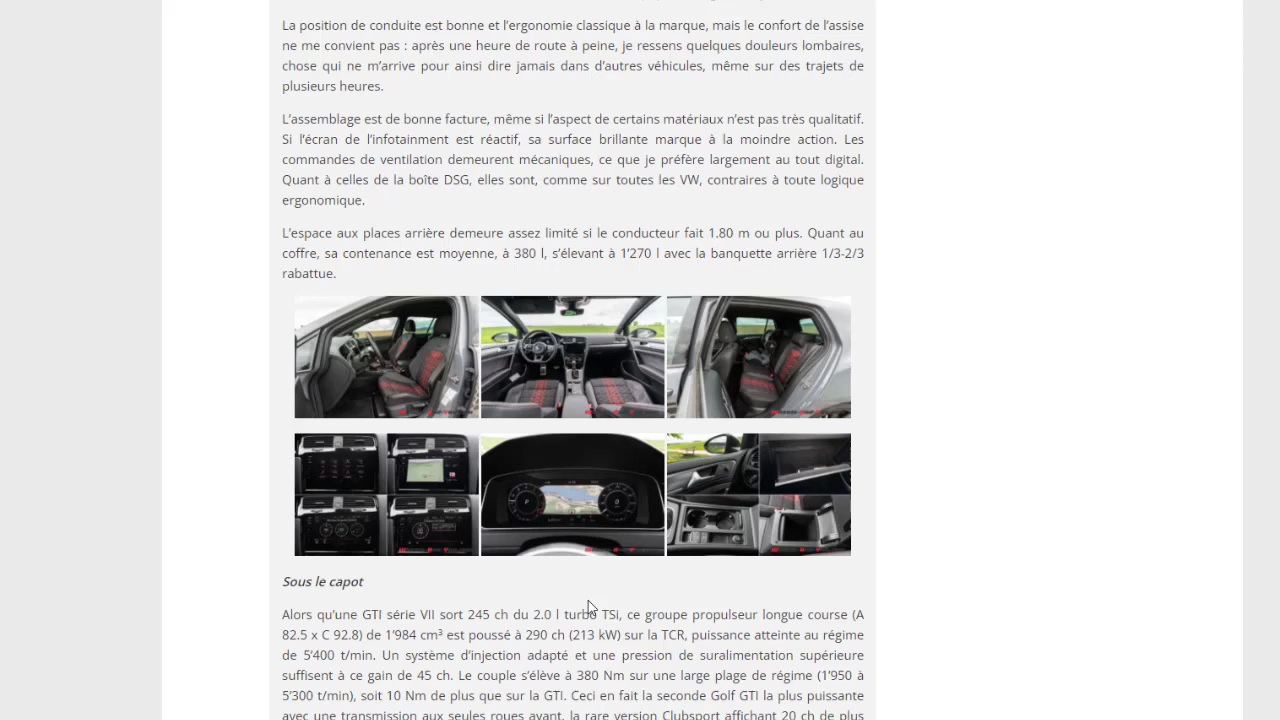 La position de conduite est bonne et l’ergonomie classique à la marque, mais le confort de l’assise
ne me convient pas : après une heure de route à peine, je ressens quelques douleurs lombaires,
chose qui ne m’arrive pour ainsi dire jamais dans d’autres véhicules, même sur des trajets de
plusieurs heures.
L’assemblage est de bonne facture, même si l’aspect de certains matériaux n’est pas très qualitatif.
Si l’écran de l’infotainment est réactif, sa surface brillante marque à la moindre action. Les
commandes de ventilation demeurent mécaniques, ce que je préfère largement au tout digital.
Quant à celles de la boîte DSG, elles sont, comme sur toutes les VW, contraires à toute logique
ergonomique.
L’espace aux places arrière demeure assez limité si le conducteur fait 1.80 m ou plus. Quant au
coffre, sa contenance est moyenne, à 380 l, s’élevant à 1’270 l avec la banquette arrière 1/3-2/3
rabattue.
Sous le capot
Alors qu’une GTI série VII sort 245 ch du 2.0 l turbo TSi, ce groupe propulseur longue course (A
82.5 x C 92.8) de 1’984 cm³ est poussé à 290 ch (213 kW) sur la TCR, puissance atteinte au régime
de 5’400 t/min. Un système d’injection adapté et une pression de suralimentation supérieure
suffisent à ce gain de 45 ch. Le couple s’élève à 380 Nm sur une large plage de régime (1’950 à
5’300 t/min), soit 10 Nm de plus que sur la GTI. Ceci en fait la seconde Golf GTI la plus puissante
avec une transmission aux seules roues avant, la rare version Clubsport affichant 20 ch de plus